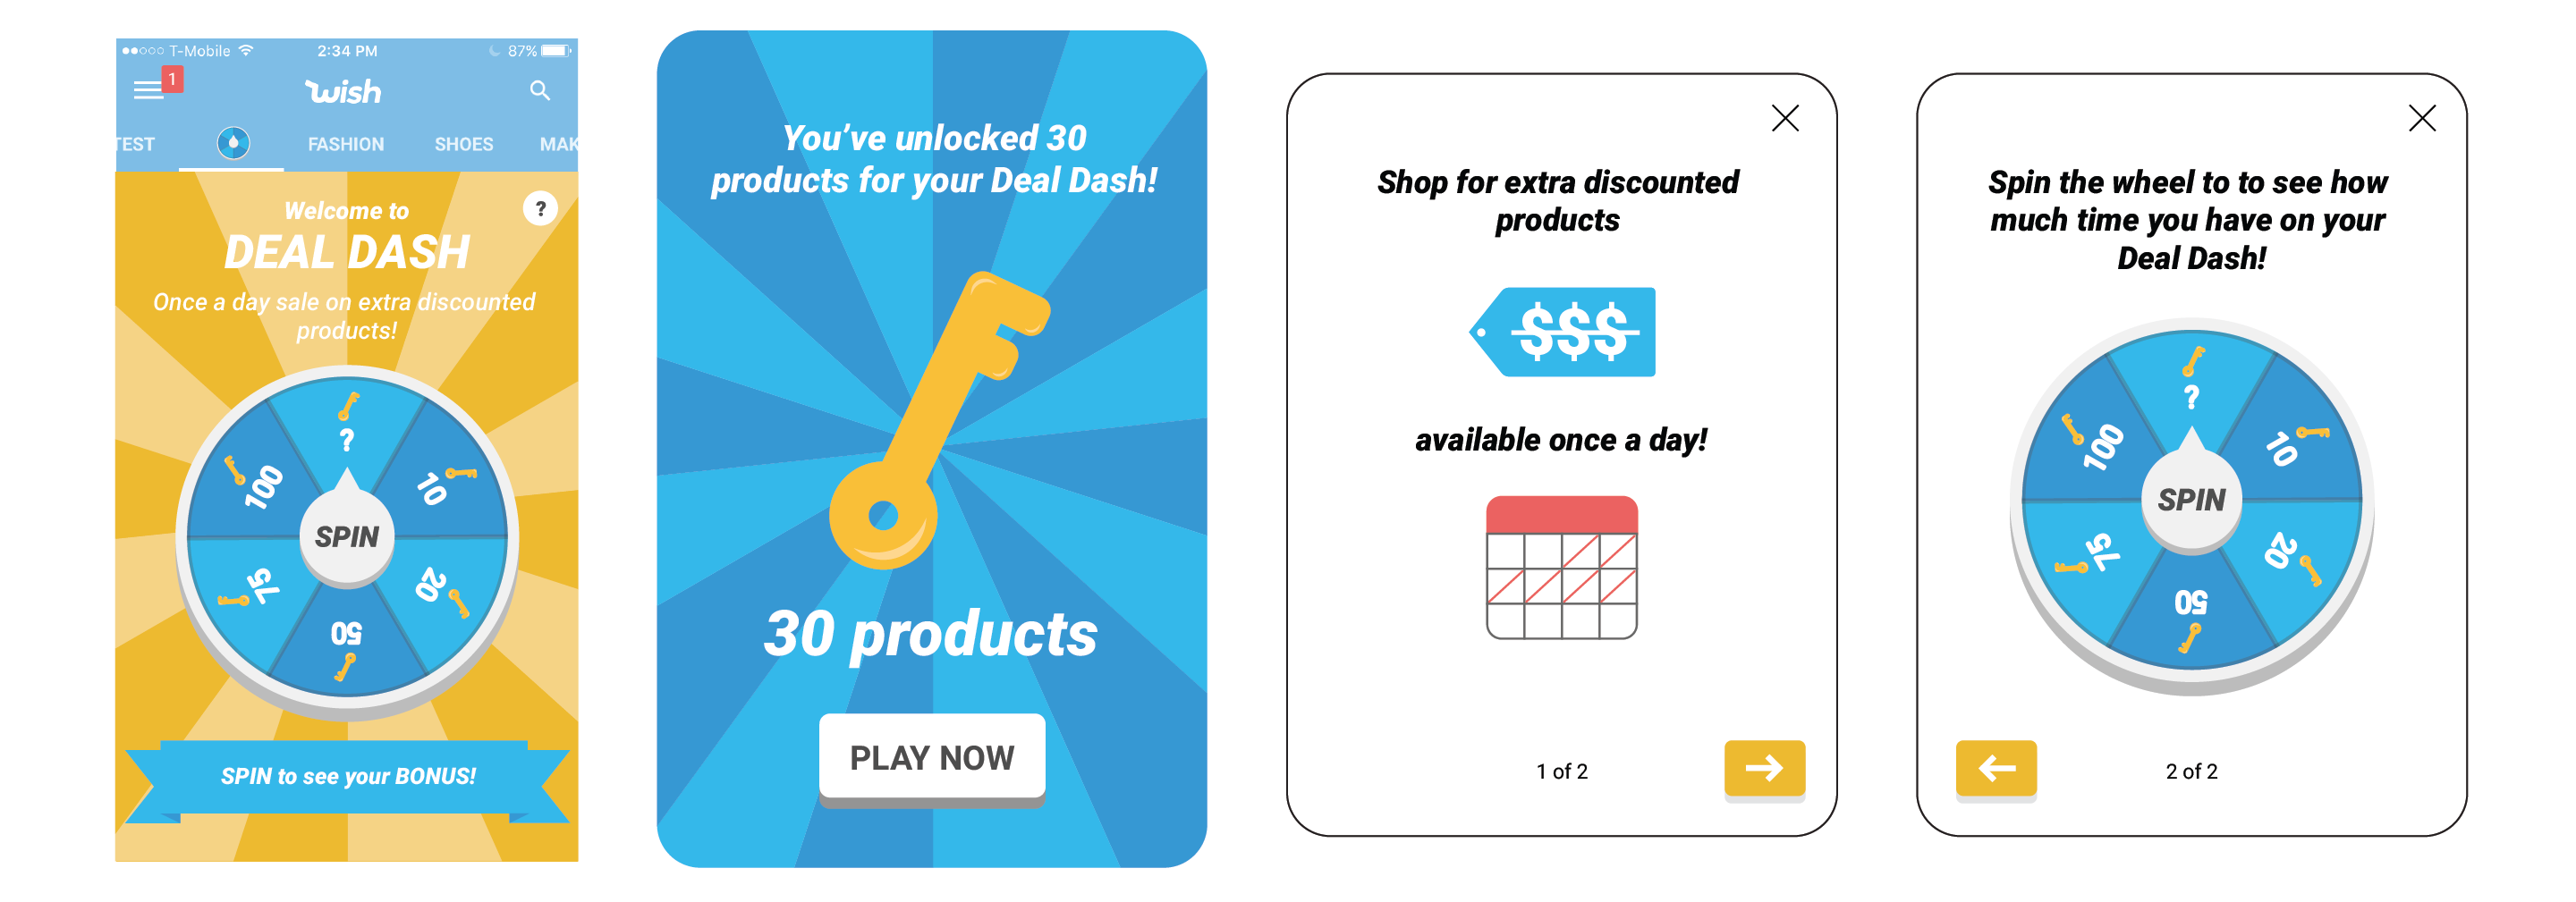 T-Mobile 2:34 PM 87%
1
wish
TEST FASHION SHOES MAK
?
Welcome to
DEAL DASH
Once a day sale on extra discounted
products!
?
10
20
50
75
100
SPIN
SPIN to see your BONUS!
You've unlocked 30
products for your Deal Dash!
30 products
PLAY NOW
Shop for extra discounted
products
$$$
available once a day!
1 of 2
Spin the wheel to to see how
much time you have on your
Deal Dash!
?
10
20
50
75
100
SPIN
2 of 2